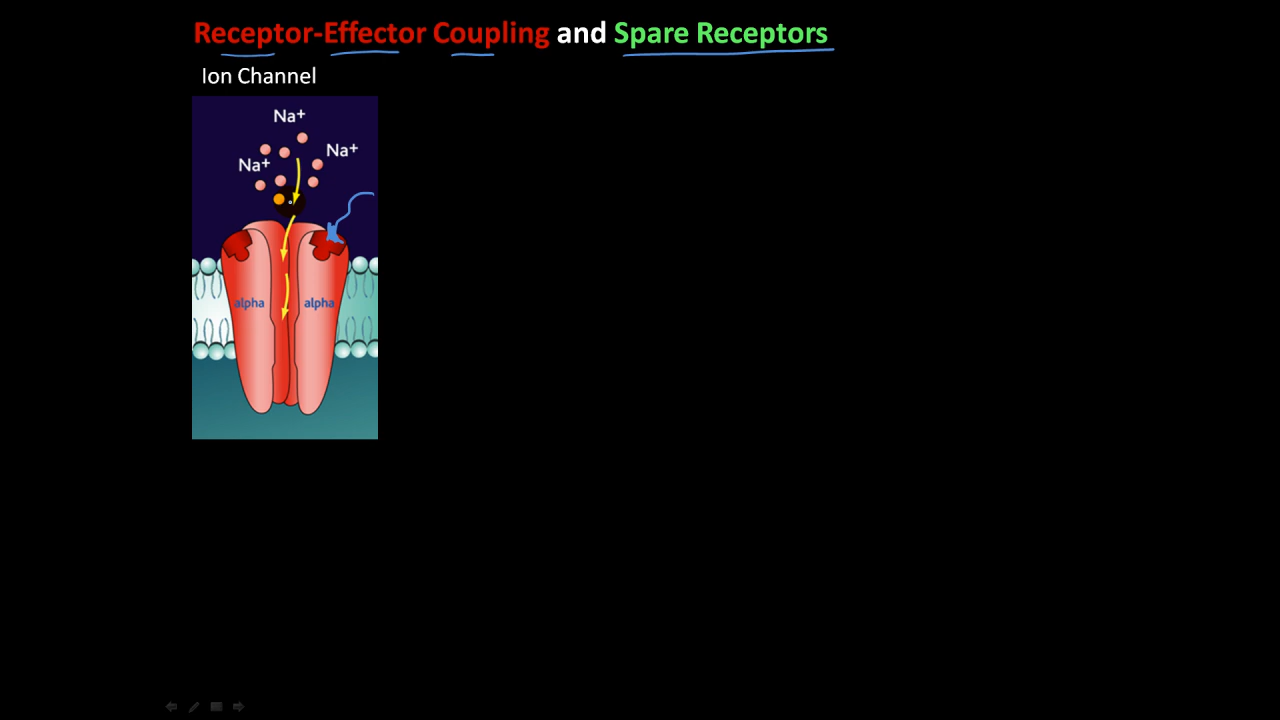 Receptor-Effector Coupling and Spare Receptors
Ion Channel
Na+
Na+
Na+
alpha
alpha